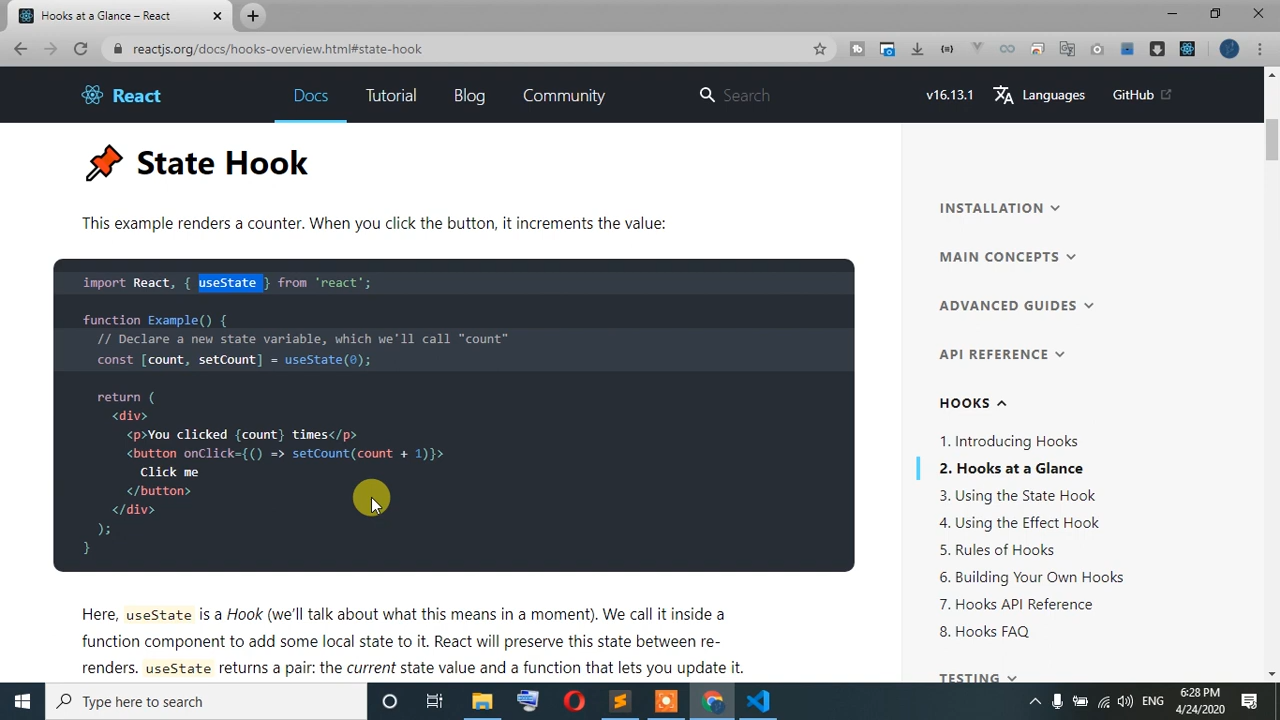 Hooks at a Glance – React
reactjs.org/docs/hooks-overview.html#state-hook
React Docs Tutorial Blog Community Search v16.13.1 Languages GitHub
State Hook
This example renders a counter. When you click the button, it increments the value:
import React, { useState } from 'react';
function Example() {
// Declare a new state variable, which we'll call "count"
const [count, setCount] = useState(0);
return (
<div>
<p>You clicked {count} times</p>
<button onClick={() => setCount(count + 1)}>
Click me
</button>
</div>
);
}
Here, useState is a Hook (we'll talk about what this means in a moment). We call it inside a
function component to add some local state to it. React will preserve this state between re-
renders. useState returns a pair: the current state value and a function that lets you update it.
INSTALLATION
MAIN CONCEPTS
ADVANCED GUIDES
API REFERENCE
HOOKS
1. Introducing Hooks
2. Hooks at a Glance
3. Using the State Hook
4. Using the Effect Hook
5. Rules of Hooks
6. Building Your Own Hooks
7. Hooks API Reference
8. Hooks FAQ
TESTING
Type here to search
ENG
6:28 PM
4/24/2020